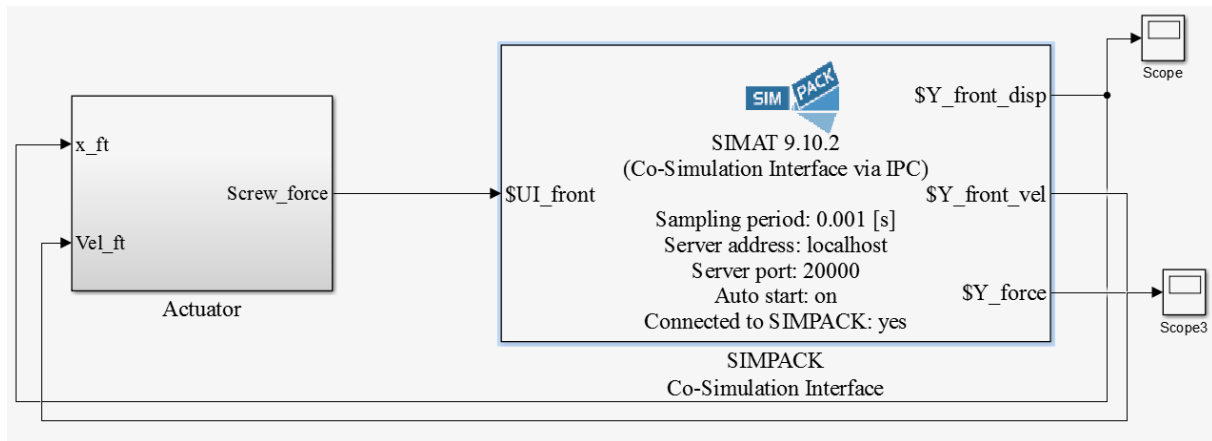 x_ft
Vel_ft
Screw_force
Actuator
$UI_front
SIM PACK
SIMAT 9.10.2
(Co-Simulation Interface via IPC)
Sampling period: 0.001 [s]
Server address: localhost
Server port: 20000
Auto start: on
Connected to SIMPACK: yes
$Y_front_disp
$Y_front_vel
$Y_force
SIMPACK
Co-Simulation Interface
Scope
Scope3